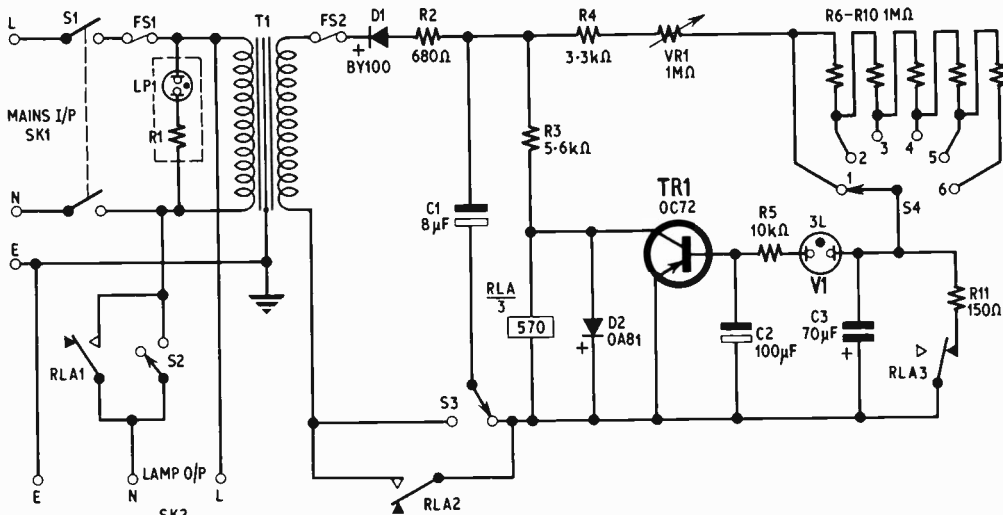 L
S1
FS1
T1
FS2
D1
+
BY100
R2
680Ω
R4
3·3kΩ
VR1
1MΩ
R6–R10 1MΩ
LP1
R1
MAINS I/P
SK1
R3
5·6kΩ
2
3
4
5
1
6
S4
N
E
C1
8μF
TR1
OC72
R5
10kΩ
3L
V1
RLA
3
570
D2
OA81
+
C2
100μF
C3
70μF
+
R11
150Ω
RLA3
RLA1
S2
S3
RLA2
LAMP O/P
E
N
L
SK2